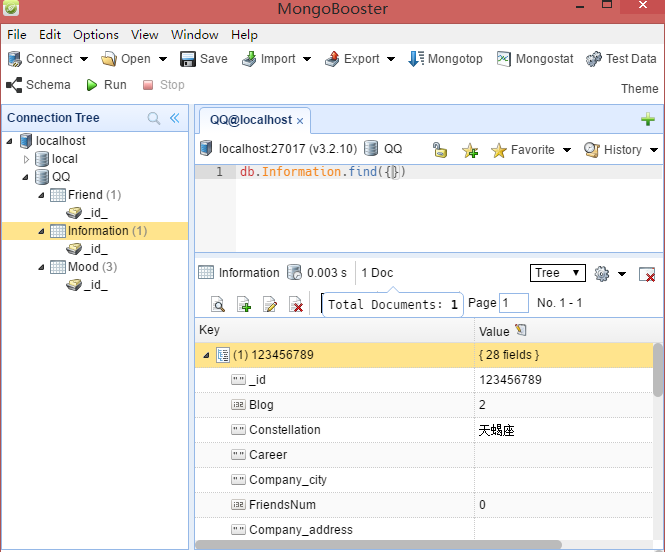 MongoBooster
File Edit Options View Window Help
Connect Open Save Import Export Mongotop Mongostat Test Data
Schema Run Stop Theme
Connection Tree
localhost
local
QQ
Friend (1)
_id_
Information (1)
_id_
Mood (3)
_id_
QQ@localhost
localhost:27017 (v3.2.10) QQ Favorite History
1 db.Information.find({})
Information 0.003 s 1 Doc Tree
Total Documents: 1 Page 1 No. 1 - 1
Key Value
(1) 123456789 { 28 fields }
_id 123456789
Blog 2
Constellation 天蝎座
Career
Company_city
FriendsNum 0
Company_address